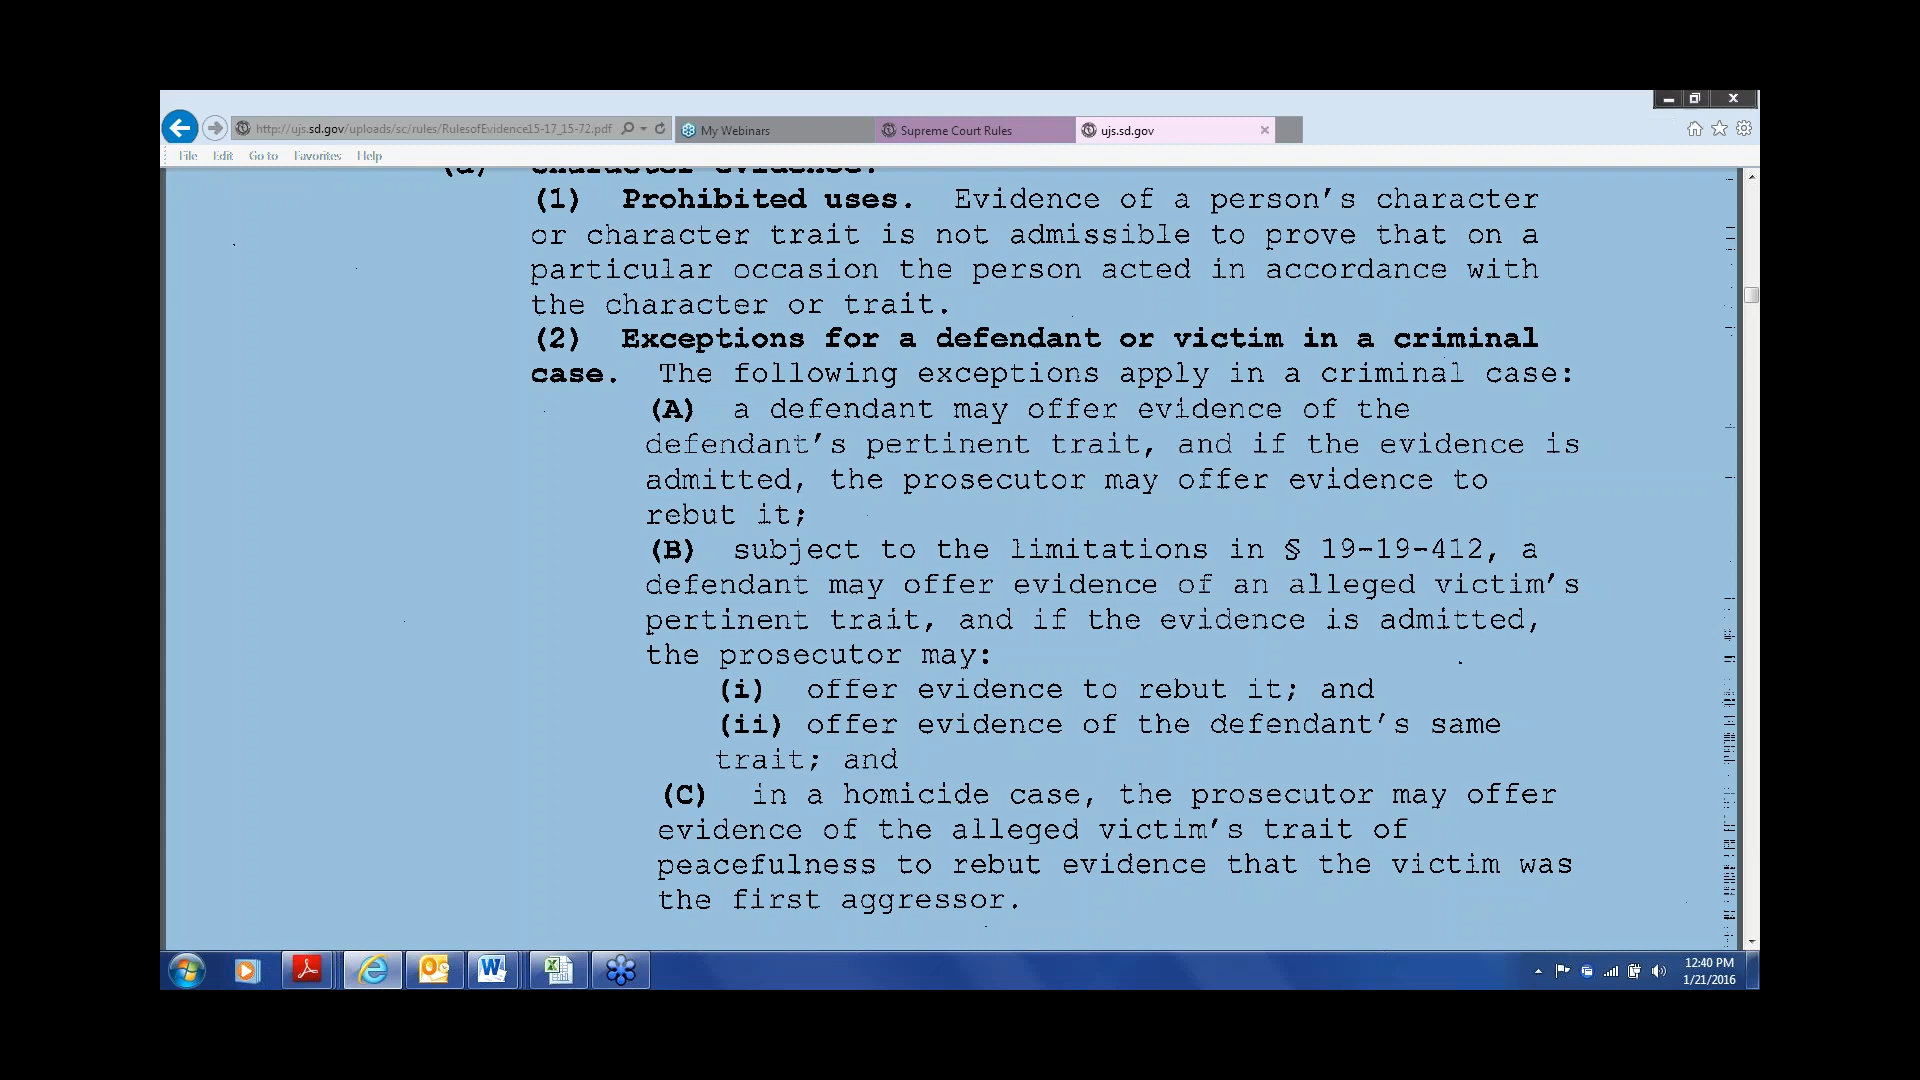 http://ujs.sd.gov/uploads/sc/rules/RulesofEvidence15-17_15-72.pdf
My Webinars
Supreme Court Rules
ujs.sd.gov
File Edit Go to Favorites Help
(1) Prohibited uses. Evidence of a person's character
or character trait is not admissible to prove that on a
particular occasion the person acted in accordance with
the character or trait.
(2) Exceptions for a defendant or victim in a criminal
case. The following exceptions apply in a criminal case:
(A) a defendant may offer evidence of the
defendant's pertinent trait, and if the evidence is
admitted, the prosecutor may offer evidence to
rebut it;
(B) subject to the limitations in § 19-19-412, a
defendant may offer evidence of an alleged victim's
pertinent trait, and if the evidence is admitted,
the prosecutor may:
(i) offer evidence to rebut it; and
(ii) offer evidence of the defendant's same
trait; and
(C) in a homicide case, the prosecutor may offer
evidence of the alleged victim's trait of
peacefulness to rebut evidence that the victim was
the first aggressor.
12:40 PM
1/21/2016